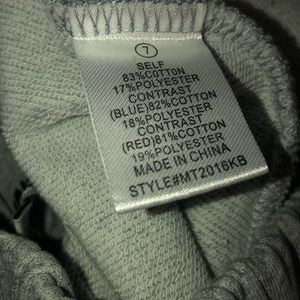 7
SELF
83%COTTON
17%POLYESTER
CONTRAST
(BLUE)82%COTTON
18%POLYESTER
CONTRAST
(RED)81%COTTON
19%POLYESTER
MADE IN CHINA
STYLE#MT2016KB